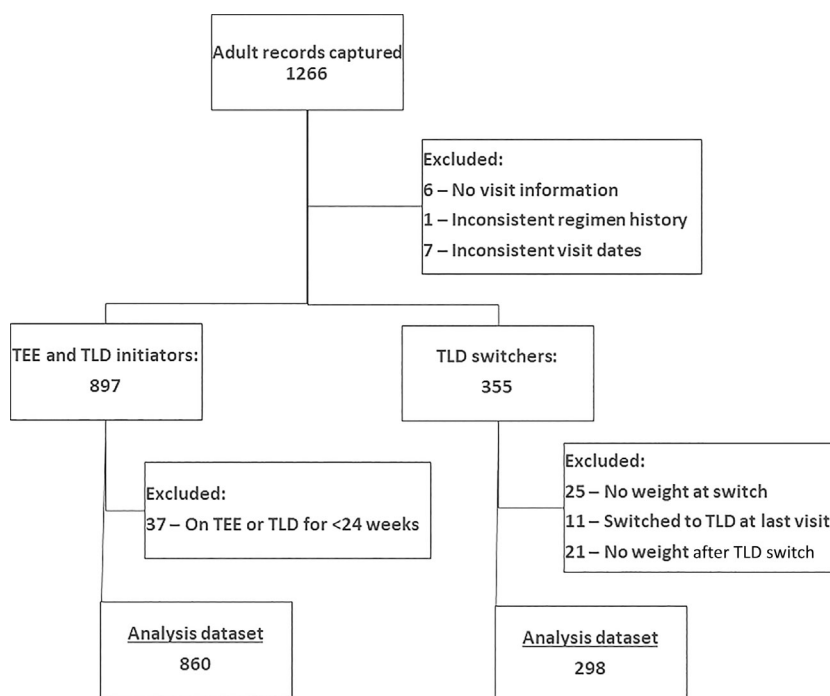 Adult records captured
1266
Excluded:
6 – No visit information
1 – Inconsistent regimen history
7 – Inconsistent visit dates
TEE and TLD initiators:
897
TLD switchers:
355
Excluded:
37 – On TEE or TLD for <24 weeks
Excluded:
25 – No weight at switch
11 – Switched to TLD at last visit
21 – No weight after TLD switch
Analysis dataset
860
Analysis dataset
298